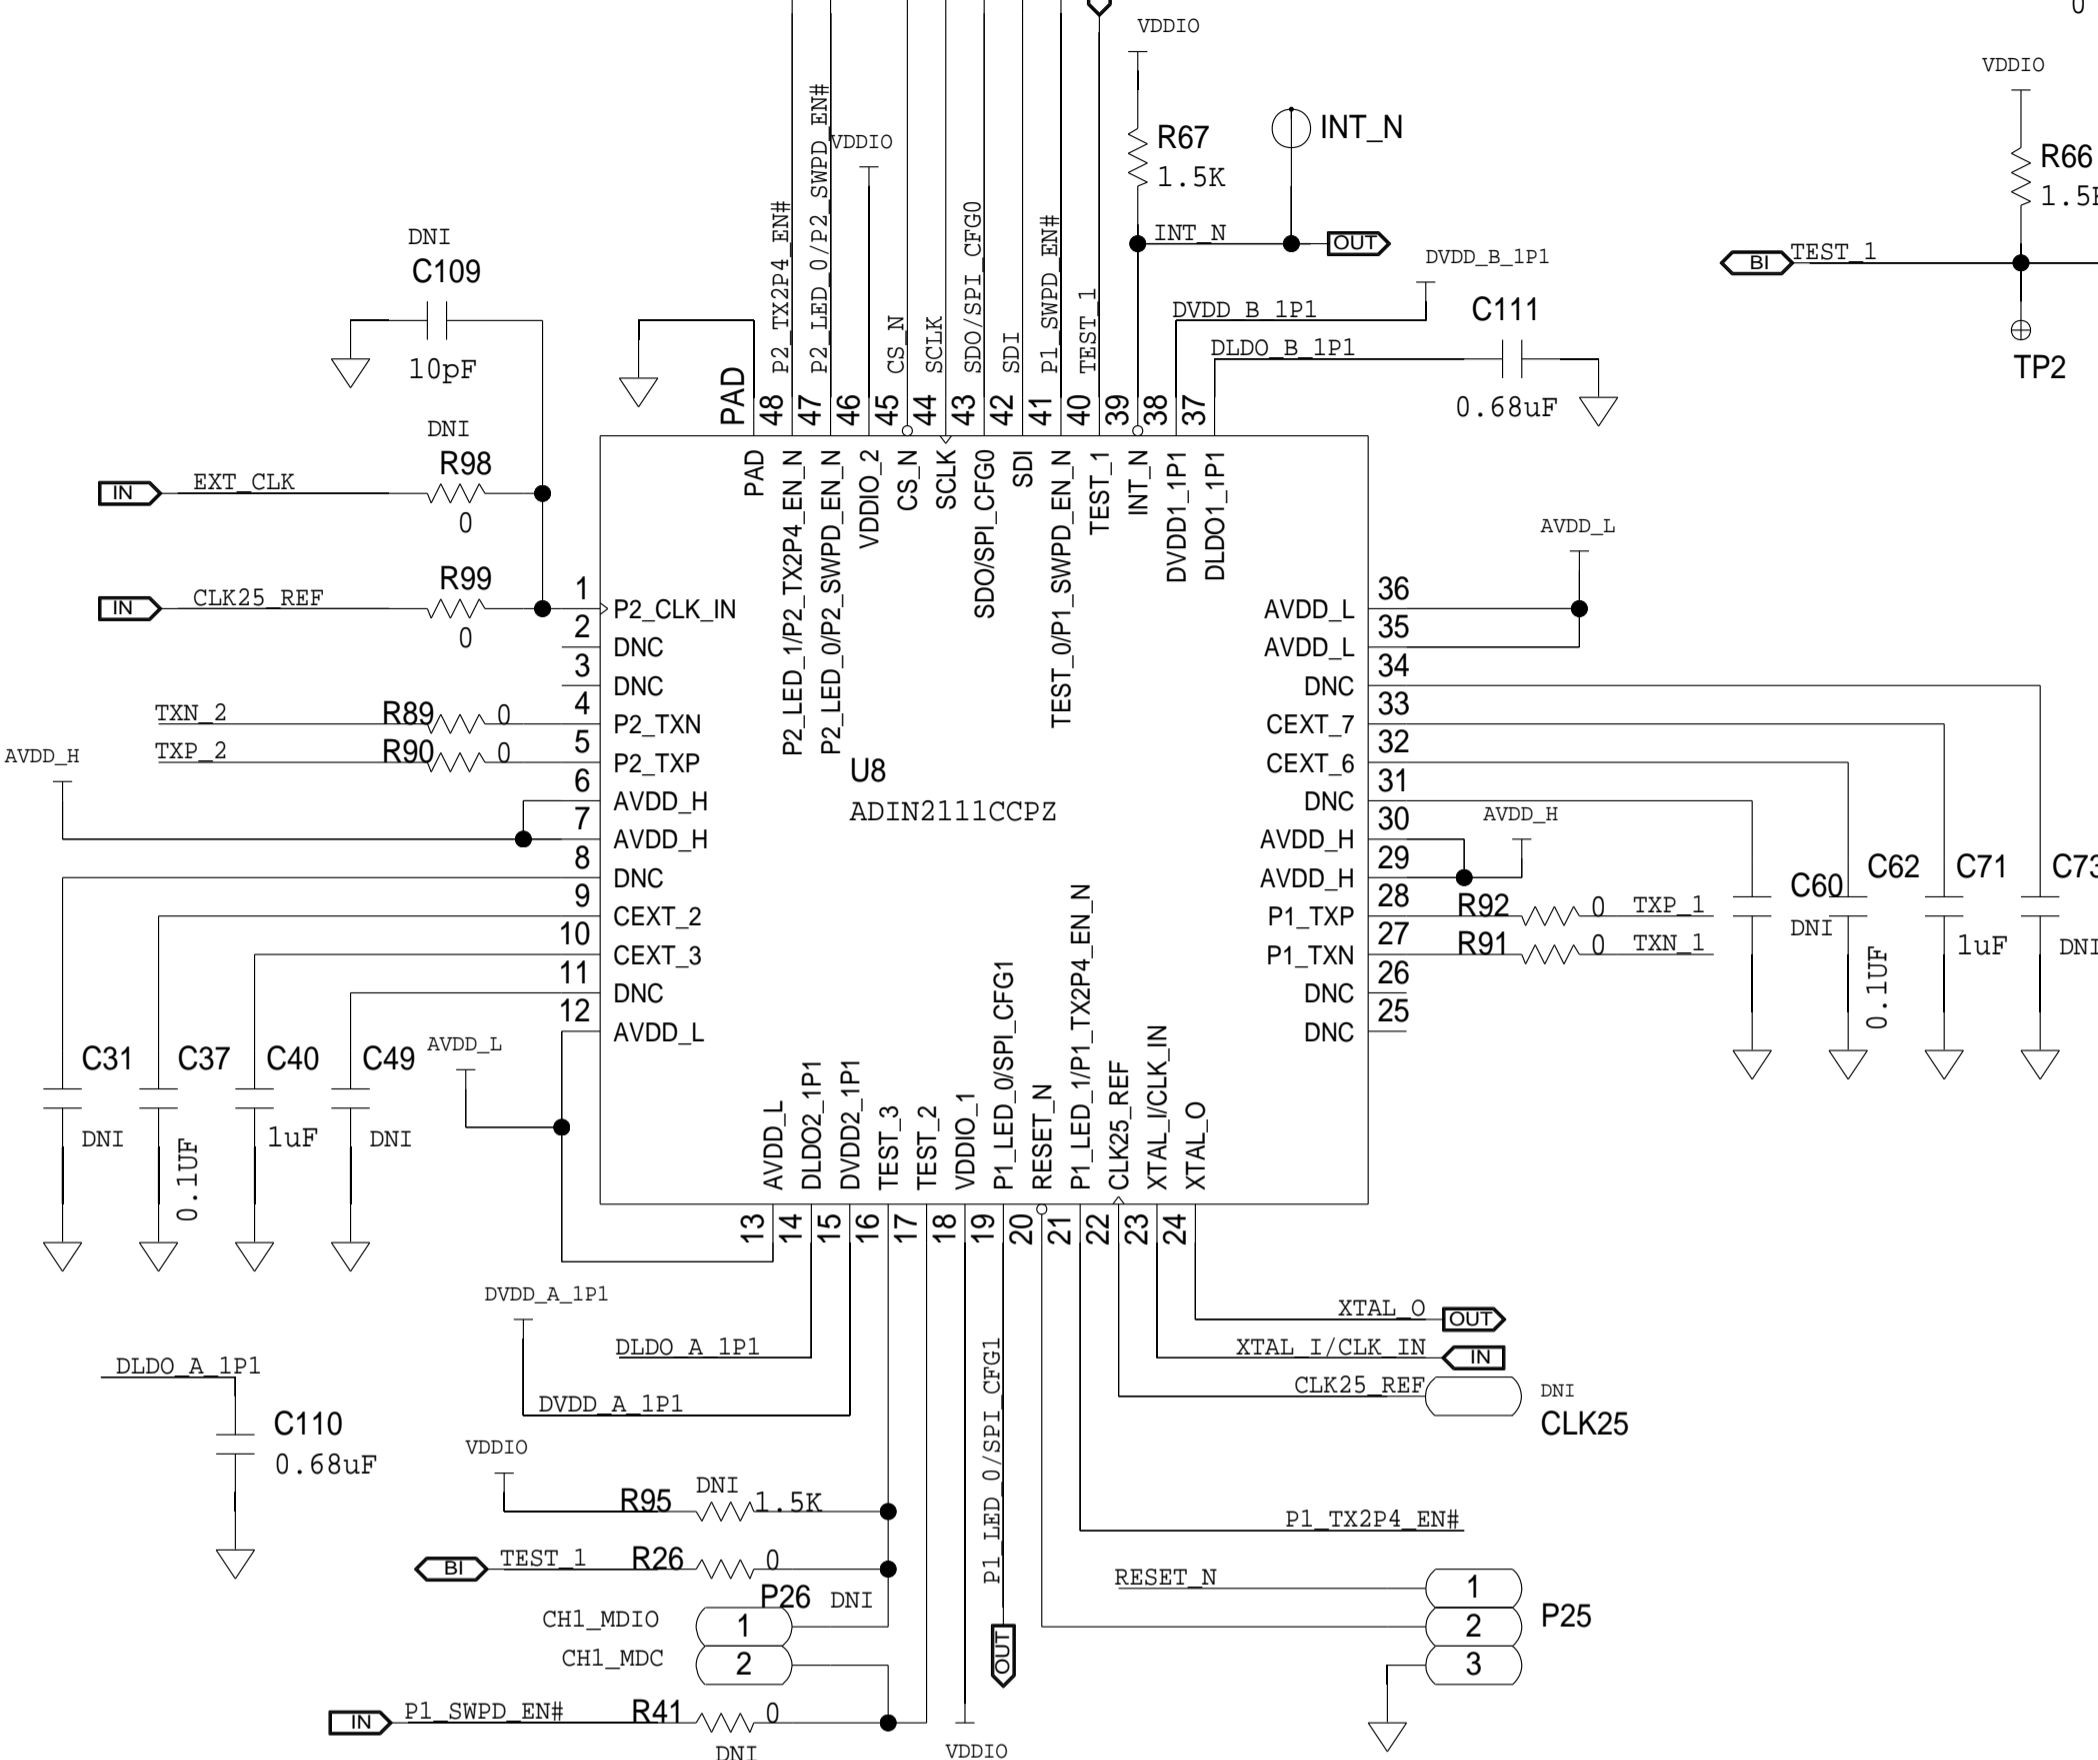 0
VDDIO
VDDIO
R67
1.5K
INT_N
VDDIO
R66
INT_N
OUT
BI
TEST_1
TP2
P2_TX2P4_EN#
P2_LED_0/P2_SWPD_EN#
VDDIO
CS_N
SCLK
SDO/SPI_CFG0
SDI
P1_SWPD_EN#
TEST_1
DVDD_B_1P1
DVDD_B_1P1
DLDO_B_1P1
C111
0.68uF
DNI
C109
10pF
DNI
R98
IN
EXT_CLK
0
R99
IN
CLK25_REF
0
PAD
48
47
46
45
44
43
42
41
40
39
38
37
PAD
P2_LED_1/P2_TX2P4_EN_N
P2_LED_0/P2_SWPD_EN_N
VDDIO_2
CS_N
SCLK
SDO/SPI_CFG0
SDI
TEST_0/P1_SWPD_EN_N
TEST_1
INT_N
DVDD1_1P1
DLDO1_1P1
U8
ADIN2111CCPZ
1 P2_CLK_IN
2 DNC
3 DNC
4 P2_TXN
5 P2_TXP
6 AVDD_H
7 AVDD_H
8 DNC
9 CEXT_2
10 CEXT_3
11 DNC
12 AVDD_L
TXN_2 R89 0
TXP_2 R90 0
AVDD_H
AVDD_L
C31
DNI
C37
0.1UF
C40
1uF
C49
DNI
AVDD_L
AVDD_L 36
AVDD_L 35
DNC 34
CEXT_7 33
CEXT_6 32
DNC 31
AVDD_H 30
AVDD_H 29
P1_TXP 28
P1_TXN 27
DNC 26
DNC 25
AVDD_H
R92 0 TXP_1
R91 0 TXN_1
C60
DNI
C62
0.1UF
C71
1uF
C73
DNI
AVDD_L
DLDO2_1P1
DVDD2_1P1
TEST_3
TEST_2
VDDIO_1
P1_LED_0/SPI_CFG1
RESET_N
P1_LED_1/P1_TX2P4_EN_N
CLK25_REF
XTAL_I/CLK_IN
XTAL_O
13
14
15
16
17
18
19
20
21
22
23
24
DVDD_A_1P1
DLDO_A_1P1
DVDD_A_1P1
DLDO_A_1P1
C110
0.68uF
VDDIO
R95
DNI
1.5K
BI
TEST_1
R26
0
P26
DNI
CH1_MDIO
1
CH1_MDC
2
IN
P1_SWPD_EN#
R41
0
DNI
VDDIO
P1_LED_0/SPI_CFG1
OUT
XTAL_O
OUT
XTAL_I/CLK_IN
IN
CLK25_REF
DNI
CLK25
P1_TX2P4_EN#
RESET_N
1
2
3
P25